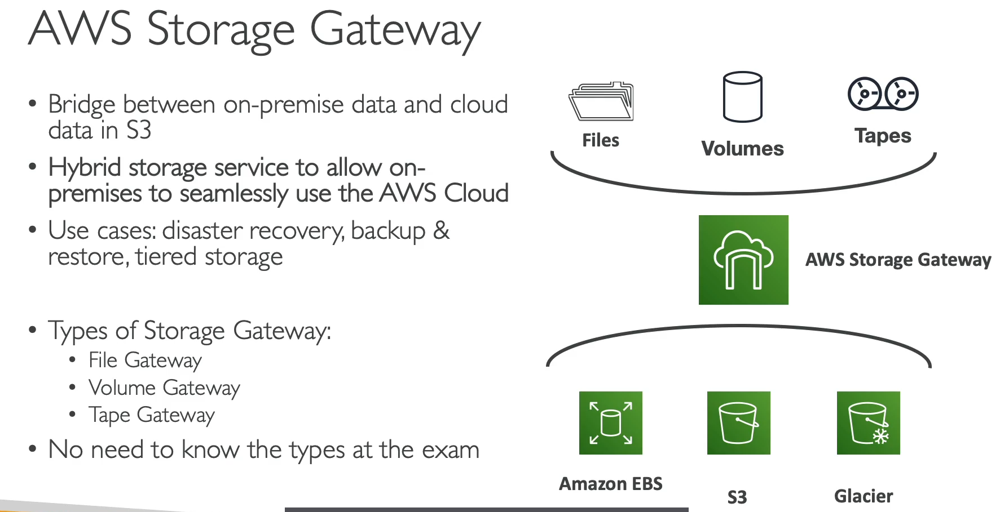 AWS Storage Gateway
• Bridge between on-premise data and cloud
data in S3
• Hybrid storage service to allow on-
premises to seamlessly use the AWS Cloud
• Use cases: disaster recovery, backup &
restore, tiered storage
• Types of Storage Gateway:
• File Gateway
• Volume Gateway
• Tape Gateway
• No need to know the types at the exam
Files
Volumes
Tapes
AWS Storage Gateway
Amazon EBS
S3
Glacier